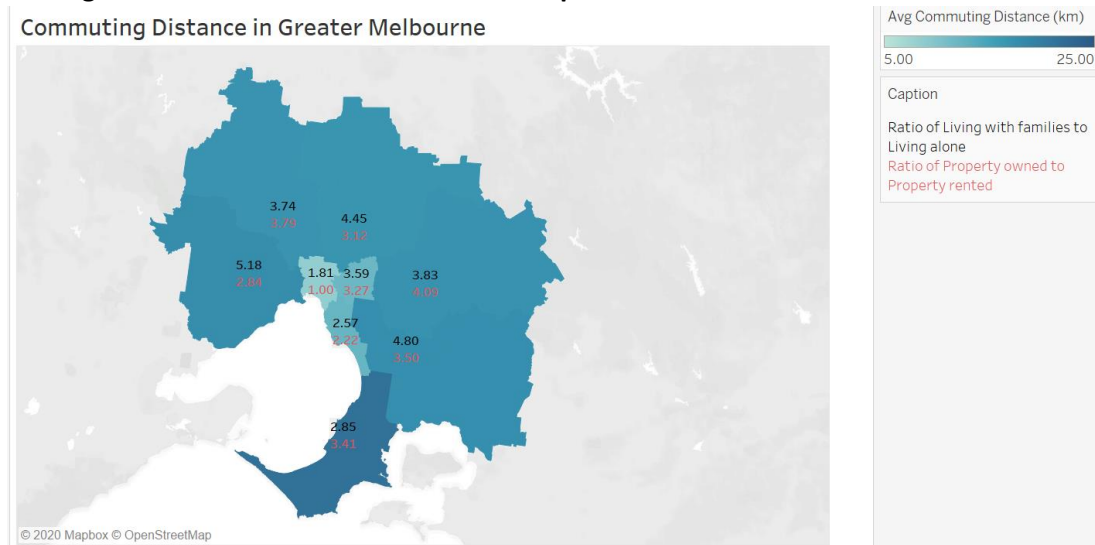 Commuting Distance in Greater Melbourne
Avg Commuting Distance (km)
5.00 25.00
Caption
Ratio of Living with families to
Living alone
Ratio of Property owned to
Property rented
3.74
3.79
4.45
3.12
5.18
2.84
1.81
1.00
3.59
3.27
3.83
4.09
2.57
2.22
4.80
3.50
2.85
3.41
© 2020 Mapbox © OpenStreetMap